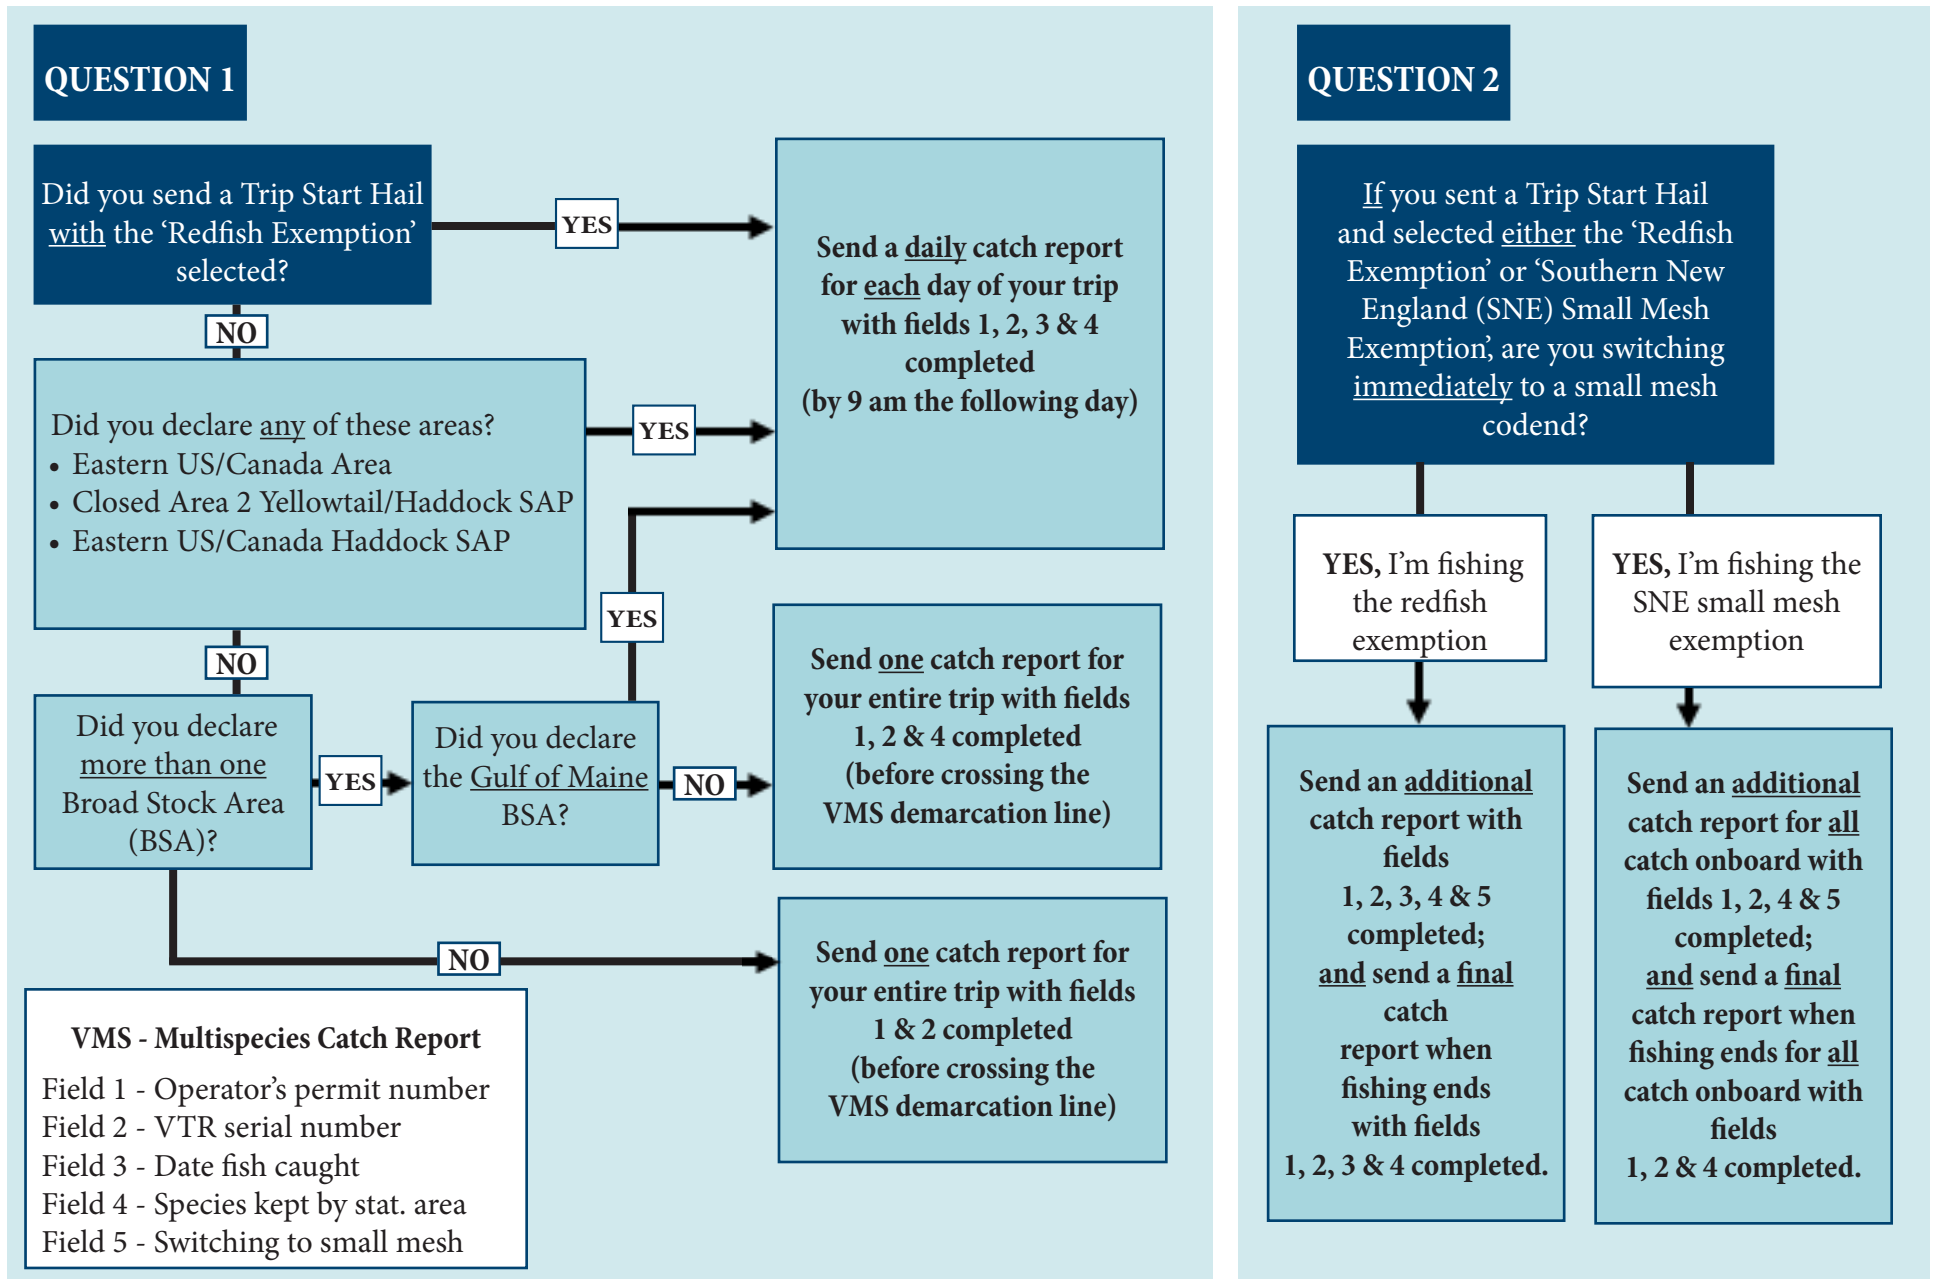 QUESTION 1
Did you send a Trip Start Hail
with the ‘Redfish Exemption’
selected?
YES
NO
Send a daily catch report
for each day of your trip
with fields 1, 2, 3 & 4
completed
(by 9 am the following day)
Did you declare any of these areas?
• Eastern US/Canada Area
• Closed Area 2 Yellowtail/Haddock SAP
• Eastern US/Canada Haddock SAP
YES
NO
Did you declare
more than one
Broad Stock Area
(BSA)?
YES
Did you declare
the Gulf of Maine
BSA?
YES
NO
Send one catch report for
your entire trip with fields
1, 2 & 4 completed
(before crossing the
VMS demarcation line)
NO
Send one catch report for
your entire trip with fields
1 & 2 completed
(before crossing the
VMS demarcation line)
VMS - Multispecies Catch Report
Field 1 - Operator’s permit number
Field 2 - VTR serial number
Field 3 - Date fish caught
Field 4 - Species kept by stat. area
Field 5 - Switching to small mesh
QUESTION 2
If you sent a Trip Start Hail
and selected either the ‘Redfish
Exemption’ or ‘Southern New
England (SNE) Small Mesh
Exemption’, are you switching
immediately to a small mesh
codend?
YES, I’m fishing
the redfish
exemption
Send an additional
catch report with
fields
1, 2, 3, 4 & 5
completed;
and send a final
catch
report when
fishing ends
with fields
1, 2, 3 & 4 completed.
YES, I’m fishing the
SNE small mesh
exemption
Send an additional
catch report for all
catch onboard with
fields 1, 2, 4 & 5
completed;
and send a final
catch report when
fishing ends for all
catch onboard with
fields
1, 2 & 4 completed.